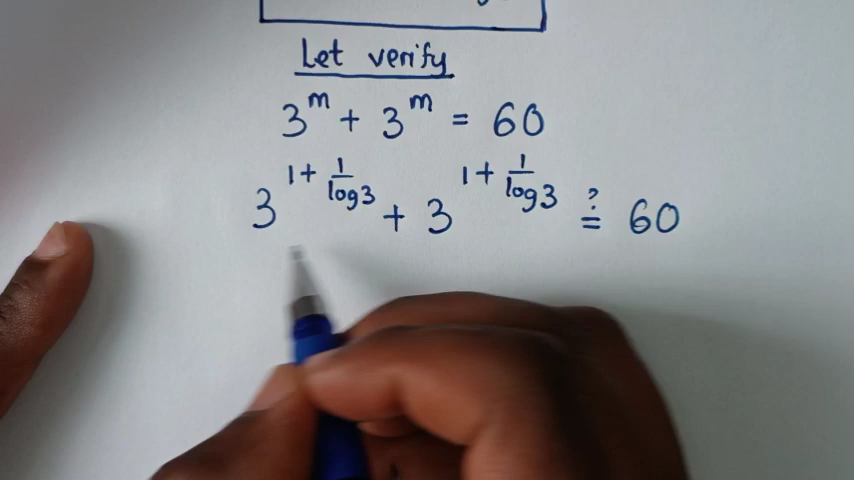 Let verify
3^m + 3^m = 60
3^(1 + 1/log3) + 3^(1 + 1/log3) ≟ 60